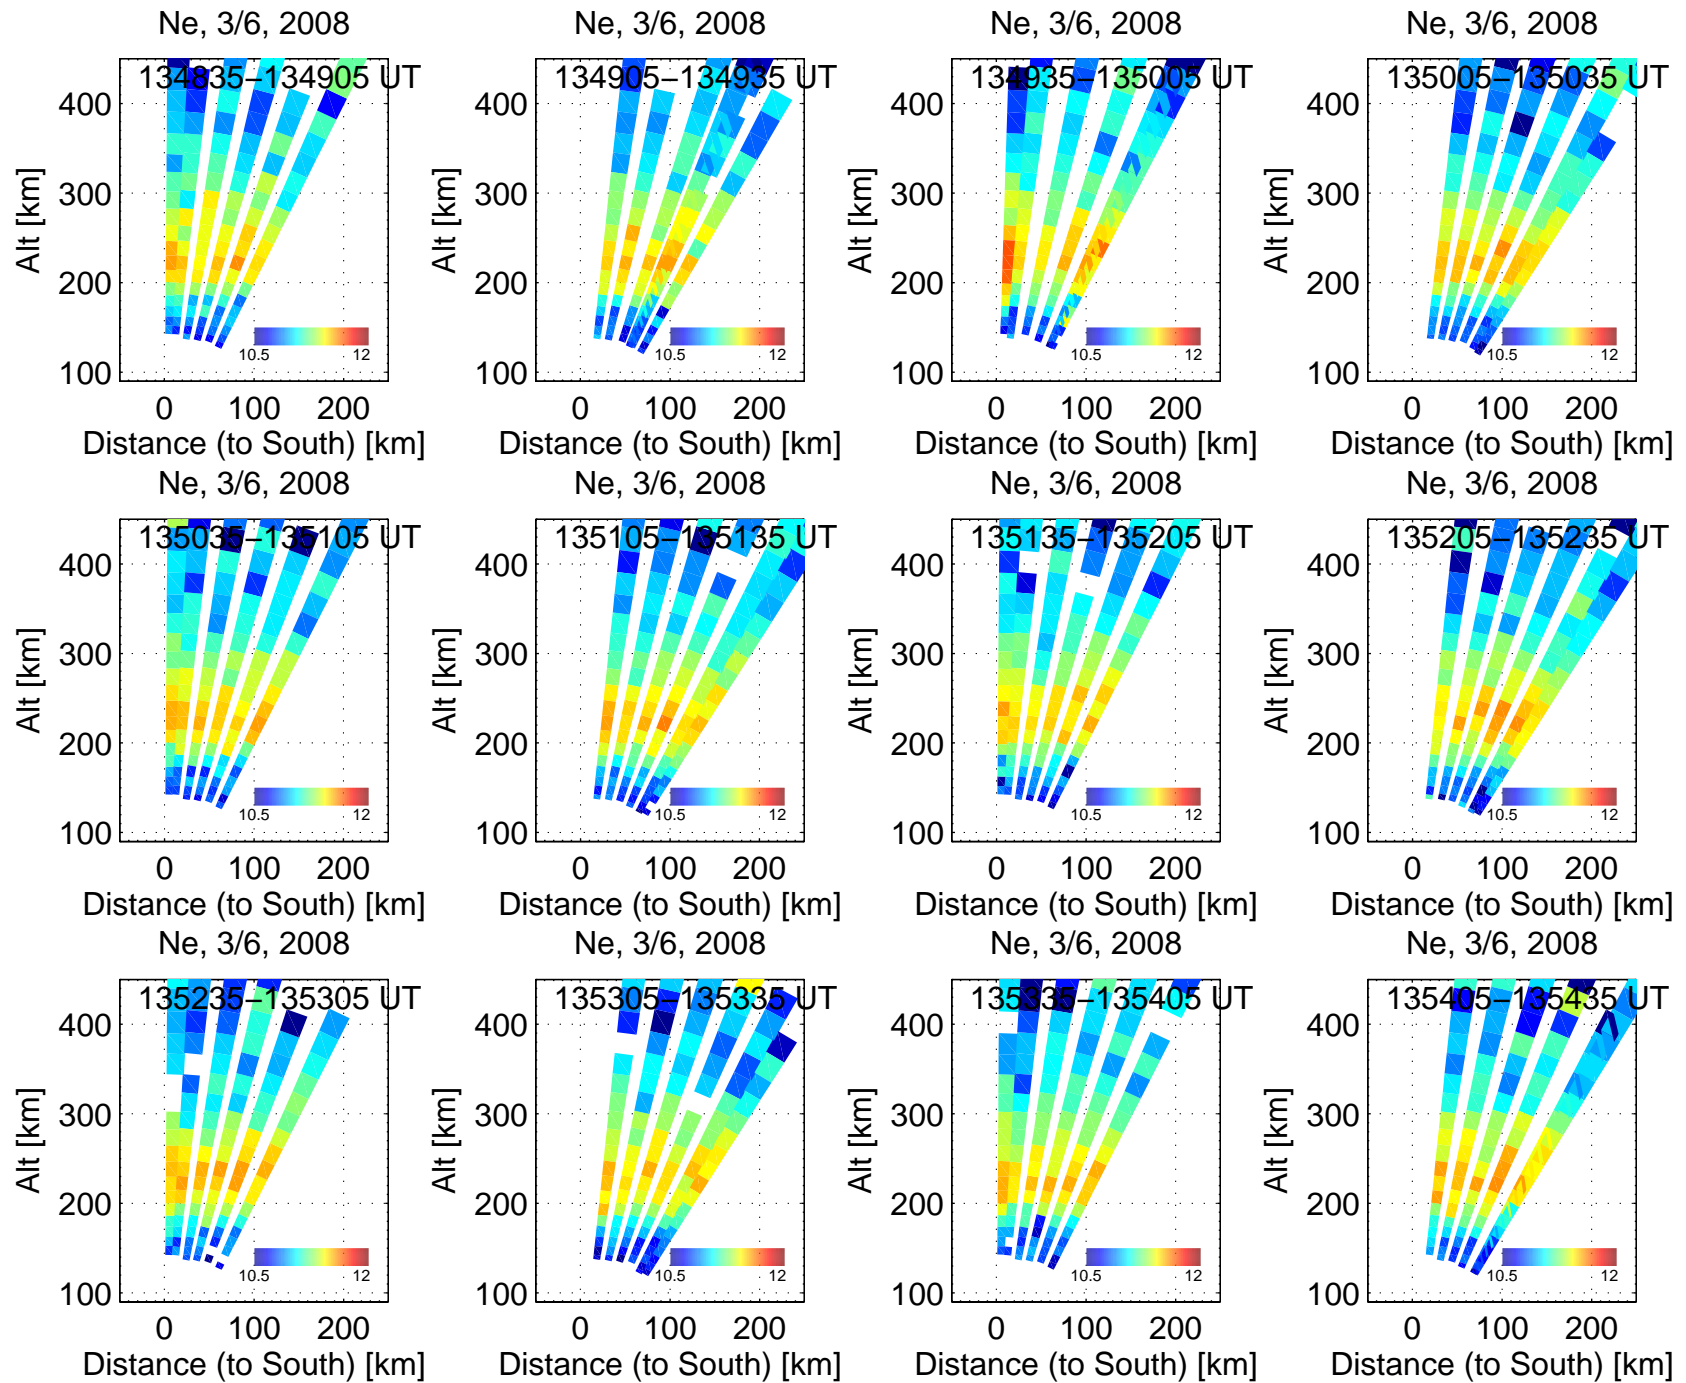 Ne, 3/6, 2008 Ne, 3/6, 2008 Ne, 3/6, 2008 Ne, 3/6, 2008
134835–134905 UT 134905–134935 UT 134935–135005 UT 135005–135035 UT
400 400 400 400
300 300 300 300
Alt [km] Alt [km] Alt [km] Alt [km]
200 200 200 200
10.5 12 10.5 12 10.5 12 10.5 12
100 100 100 100
0 100 200 0 100 200 0 100 200 0 100 200
Distance (to South) [km] Distance (to South) [km] Distance (to South) [km] Distance (to South) [km]
Ne, 3/6, 2008 Ne, 3/6, 2008 Ne, 3/6, 2008 Ne, 3/6, 2008
135035–135105 UT 135105–135135 UT 135135–135205 UT 135205–135235 UT
400 400 400 400
300 300 300 300
Alt [km] Alt [km] Alt [km] Alt [km]
200 200 200 200
10.5 12 10.5 12 10.5 12 10.5 12
100 100 100 100
0 100 200 0 100 200 0 100 200 0 100 200
Distance (to South) [km] Distance (to South) [km] Distance (to South) [km] Distance (to South) [km]
Ne, 3/6, 2008 Ne, 3/6, 2008 Ne, 3/6, 2008 Ne, 3/6, 2008
135235–135305 UT 135305–135335 UT 135335–135405 UT 135405–135435 UT
400 400 400 400
300 300 300 300
Alt [km] Alt [km] Alt [km] Alt [km]
200 200 200 200
10.5 12 10.5 12 10.5 12 10.5 12
100 100 100 100
0 100 200 0 100 200 0 100 200 0 100 200
Distance (to South) [km] Distance (to South) [km] Distance (to South) [km] Distance (to South) [km]